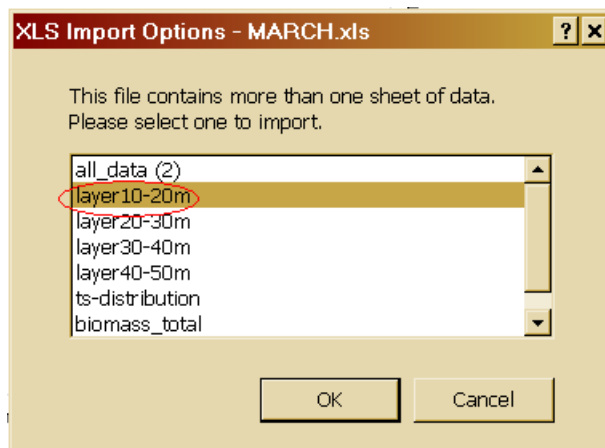 XLS Import Options - MARCH.xls
This file contains more than one sheet of data.
Please select one to import.
all_data (2)
layer10-20m
layer20-30m
layer30-40m
layer40-50m
ts-distribution
biomass_total
OK Cancel